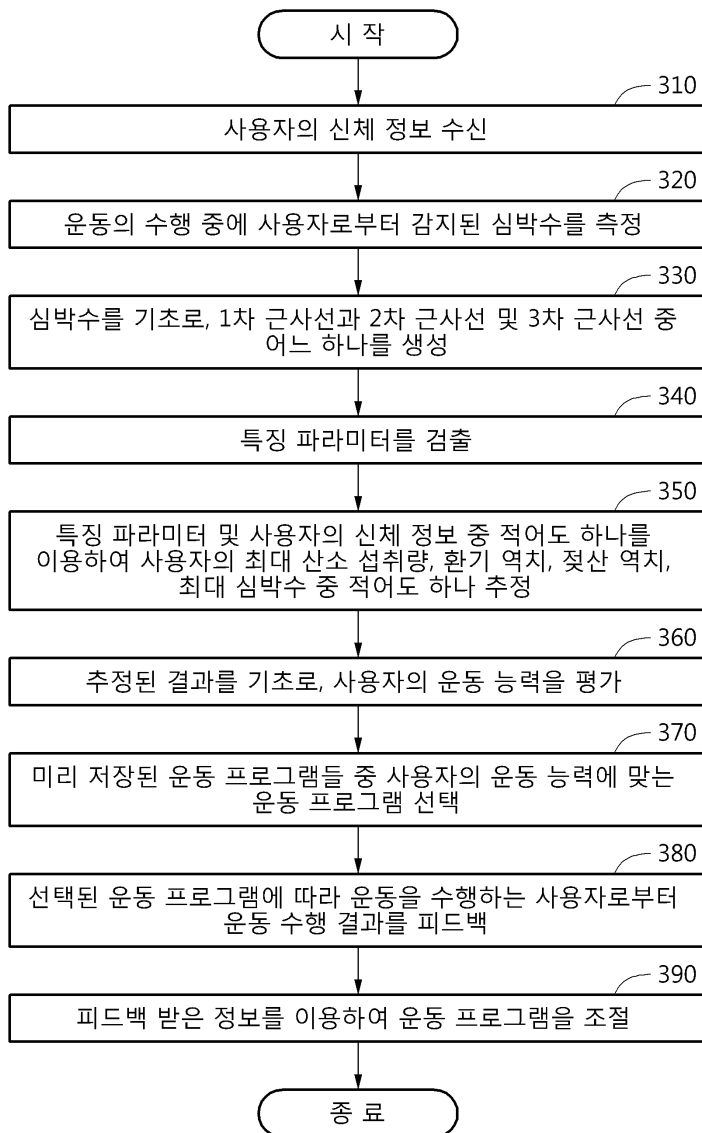 시 작
310
사용자의 신체 정보 수신
320
운동의 수행 중에 사용자로부터 감지된 심박수를 측정
330
심박수를 기초로, 1차 근사선과 2차 근사선 및 3차 근사선 중
어느 하나를 생성
340
특징 파라미터를 검출
350
특징 파라미터 및 사용자의 신체 정보 중 적어도 하나를
이용하여 사용자의 최대 산소 섭취량, 환기 역치, 젖산 역치,
최대 심박수 중 적어도 하나 추정
360
추정된 결과를 기초로, 사용자의 운동 능력을 평가
370
미리 저장된 운동 프로그램들 중 사용자의 운동 능력에 맞는
운동 프로그램 선택
380
선택된 운동 프로그램에 따라 운동을 수행하는 사용자로부터
운동 수행 결과를 피드백
390
피드백 받은 정보를 이용하여 운동 프로그램을 조절
종 료